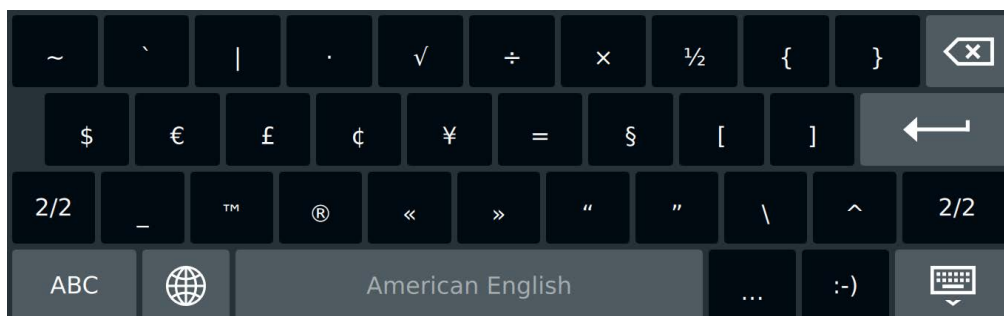 ~ ` | · √ ÷ × ½ { }
$ € £ ¢ ¥ = § [ ]
2/2 _ ™ ® « » “ ” \ ^ 2/2
ABC American English ... :-)